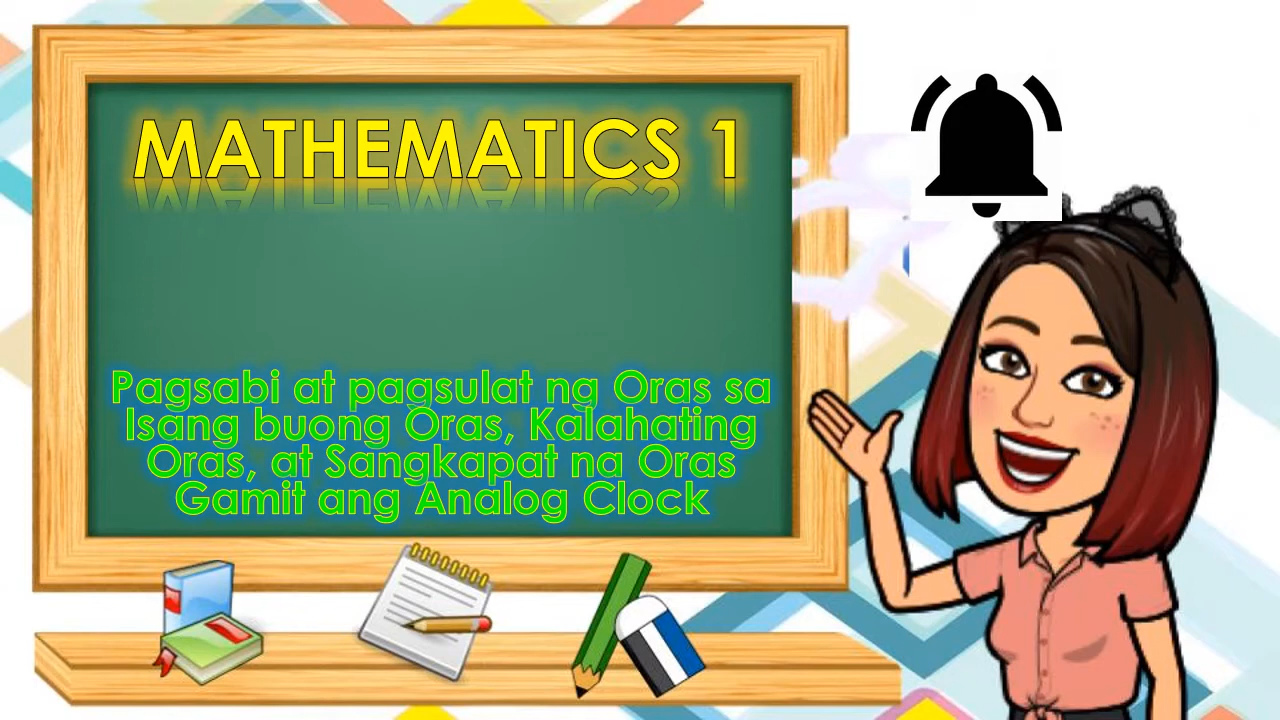 MATHEMATICS 1
Pagsabi at pagsulat ng Oras sa
Isang buong Oras, Kalahating
Oras, at Sangkapat na Oras
Gamit ang Analog Clock